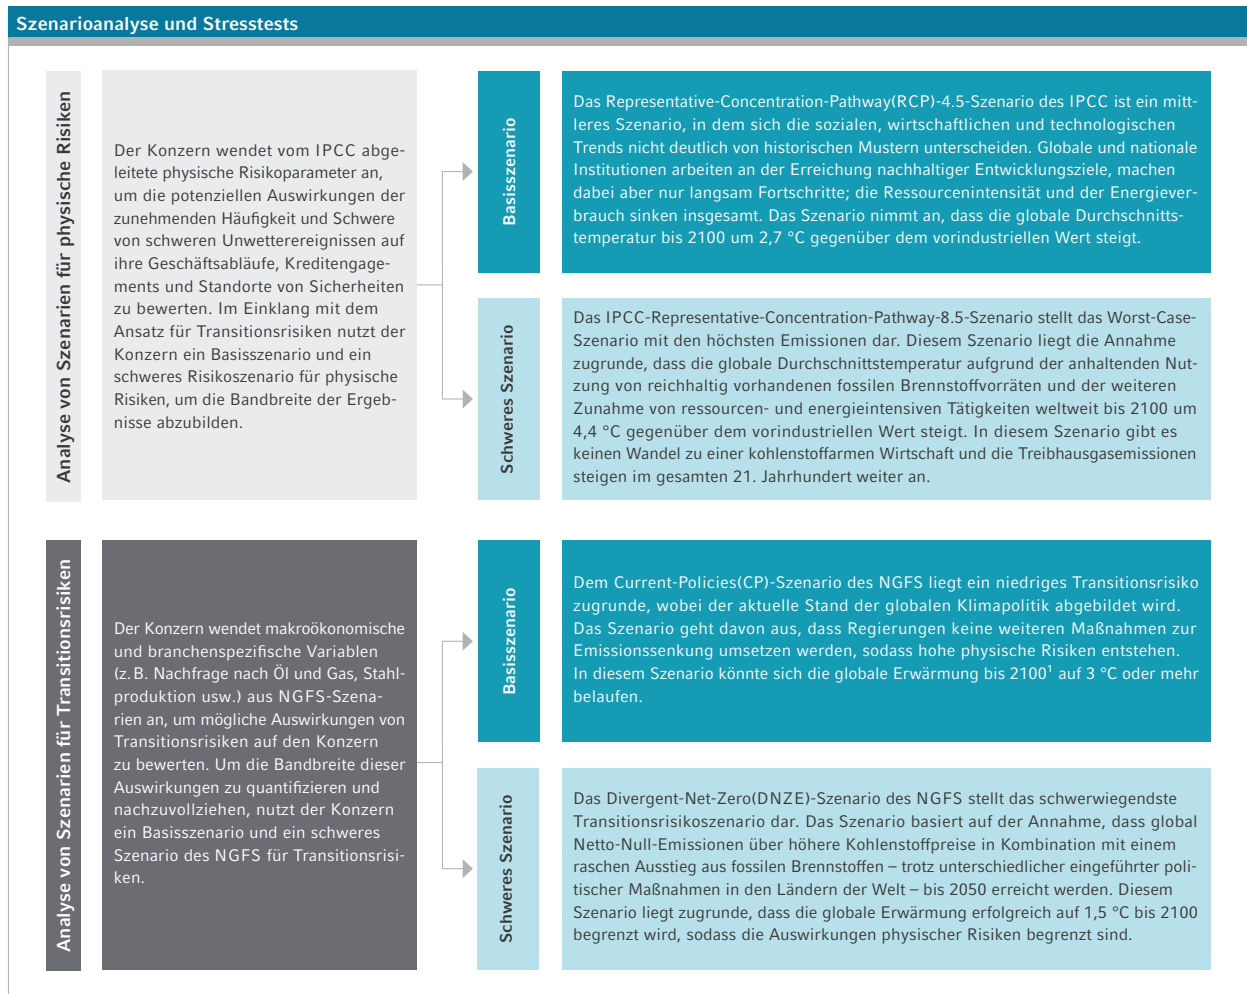 Szenarioanalyse und Stresstests
Analyse von Szenarien für physische Risiken
Der Konzern wendet vom IPCC abge-
leitete physische Risikoparameter an,
um die potenziellen Auswirkungen der
zunehmenden Häufigkeit und Schwere
von schweren Unwetterereignissen auf
ihre Geschäftsabläufe, Kreditengage-
ments und Standorte von Sicherheiten
zu bewerten. Im Einklang mit dem
Ansatz für Transitionsrisiken nutzt der
Konzern ein Basisszenario und ein
schweres Risikoszenario für physische
Risiken, um die Bandbreite der Ergeb-
nisse abzubilden.
Basisszenario
Das Representative-Concentration-Pathway(RCP)-4.5-Szenario des IPCC ist ein mitt-
leres Szenario, in dem sich die sozialen, wirtschaftlichen und technologischen
Trends nicht deutlich von historischen Mustern unterscheiden. Globale und nationale
Institutionen arbeiten an der Erreichung nachhaltiger Entwicklungsziele, machen
dabei aber nur langsam Fortschritte; die Ressourcenintensität und der Energiever-
brauch sinken insgesamt. Das Szenario nimmt an, dass die globale Durchschnitts-
temperatur bis 2100 um 2,7 °C gegenüber dem vorindustriellen Wert steigt.
Schweres Szenario
Das IPCC-Representative-Concentration-Pathway-8.5-Szenario stellt das Worst-Case-
Szenario mit den höchsten Emissionen dar. Diesem Szenario liegt die Annahme
zugrunde, dass die globale Durchschnittstemperatur aufgrund der anhaltenden Nut-
zung von reichhaltig vorhandenen fossilen Brennstoffvorräten und der weiteren
Zunahme von ressourcen- und energieintensiven Tätigkeiten weltweit bis 2100 um
4,4 °C gegenüber dem vorindustriellen Wert steigt. In diesem Szenario gibt es
keinen Wandel zu einer kohlenstoffarmen Wirtschaft und die Treibhausgasemissionen
steigen im gesamten 21. Jahrhundert weiter an.
Analyse von Szenarien für Transitionsrisiken
Der Konzern wendet makroökonomische
und branchenspezifische Variablen
(z. B. Nachfrage nach Öl und Gas, Stahl-
produktion usw.) aus NGFS-Szena-
rien an, um mögliche Auswirkungen von
Transitionsrisiken auf den Konzern
zu bewerten. Um die Bandbreite dieser
Auswirkungen zu quantifizieren und
nachzuvollziehen, nutzt der Konzern
ein Basisszenario und ein schweres
Szenario des NGFS für Transitionsrisi-
ken.
Basisszenario
Dem Current-Policies(CP)-Szenario des NGFS liegt ein niedriges Transitionsrisiko
zugrunde, wobei der aktuelle Stand der globalen Klimapolitik abgebildet wird.
Das Szenario geht davon aus, dass Regierungen keine weiteren Maßnahmen zur
Emissionssenkung umsetzen werden, sodass hohe physische Risiken entstehen.
In diesem Szenario könnte sich die globale Erwärmung bis 2100¹ auf 3 °C oder mehr
belaufen.
Schweres Szenario
Das Divergent-Net-Zero(DNZE)-Szenario des NGFS stellt das schwerwiegendste
Transitionsrisikoszenario dar. Das Szenario basiert auf der Annahme, dass global
Netto-Null-Emissionen über höhere Kohlenstoffpreise in Kombination mit einem
raschen Ausstieg aus fossilen Brennstoffen – trotz unterschiedlicher eingeführter poli-
tischer Maßnahmen in den Ländern der Welt – bis 2050 erreicht werden. Diesem
Szenario liegt zugrunde, dass die globale Erwärmung erfolgreich auf 1,5 °C bis 2100
begrenzt wird, sodass die Auswirkungen physischer Risiken begrenzt sind.